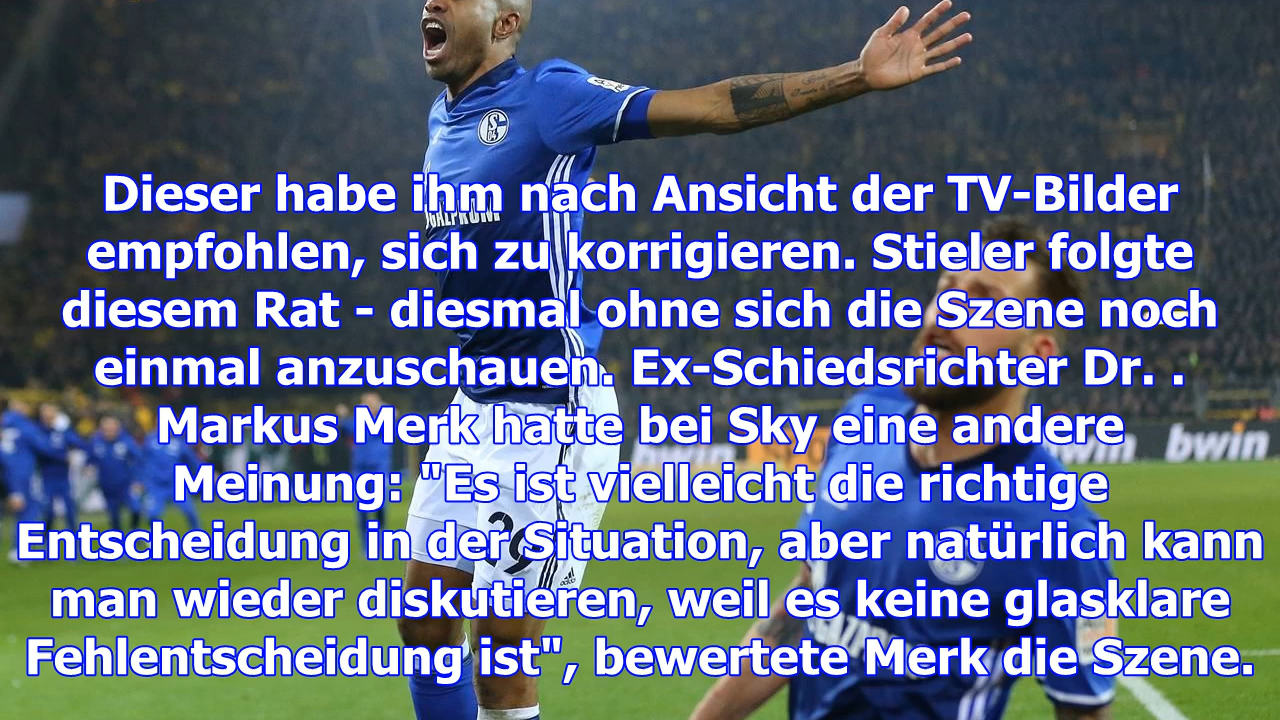 Dieser habe ihm nach Ansicht der TV-Bilder
empfohlen, sich zu korrigieren. Stieler folgte
diesem Rat - diesmal ohne sich die Szene noch
einmal anzuschauen. Ex-Schiedsrichter Dr. .
Markus Merk hatte bei Sky eine andere
Meinung: "Es ist vielleicht die richtige
Entscheidung in der Situation, aber natürlich kann
man wieder diskutieren, weil es keine glasklare
Fehlentscheidung ist", bewertete Merk die Szene.
bwin
29
adidas